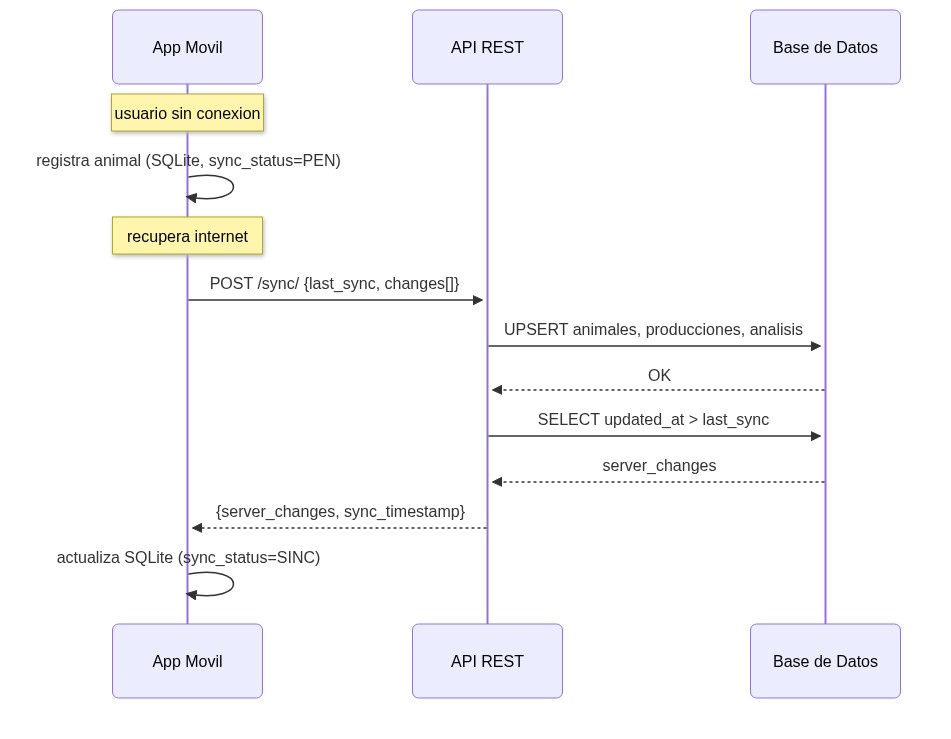 App Movil
API REST
Base de Datos
usuario sin conexion
registra animal (SQLite, sync_status=PEN)
recupera internet
POST /sync/ {last_sync, changes[]}
UPSERT animales, producciones, analisis
OK
SELECT updated_at > last_sync
server_changes
{server_changes, sync_timestamp}
actualiza SQLite (sync_status=SINC)
App Movil
API REST
Base de Datos